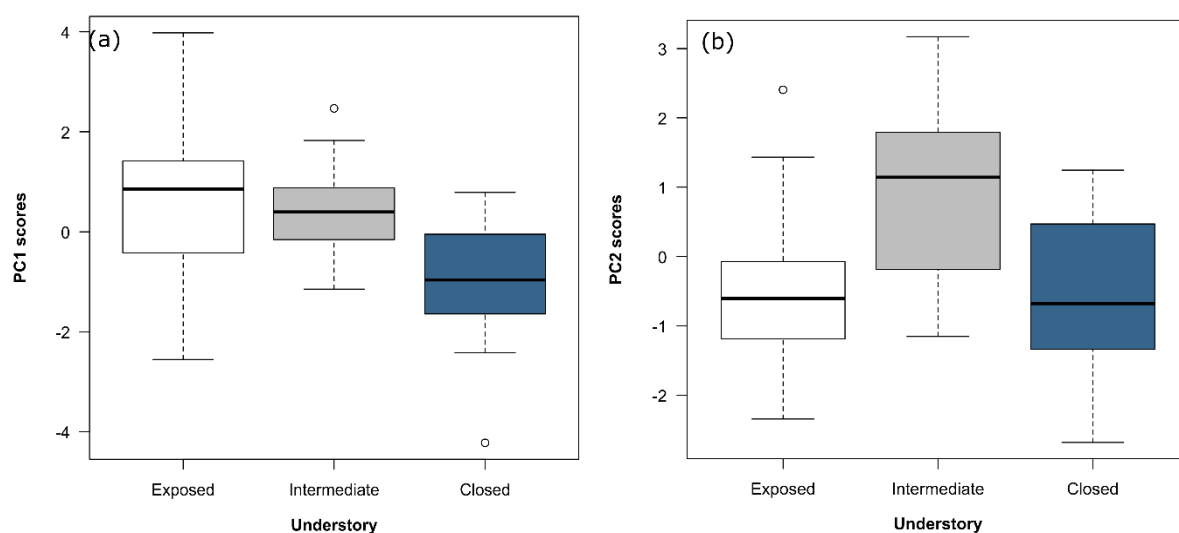 (a)
4
2
0
-2
-4
PC1 scores
Exposed Intermediate Closed
Understory
(b)
3
2
1
0
-1
-2
PC2 scores
Exposed Intermediate Closed
Understory